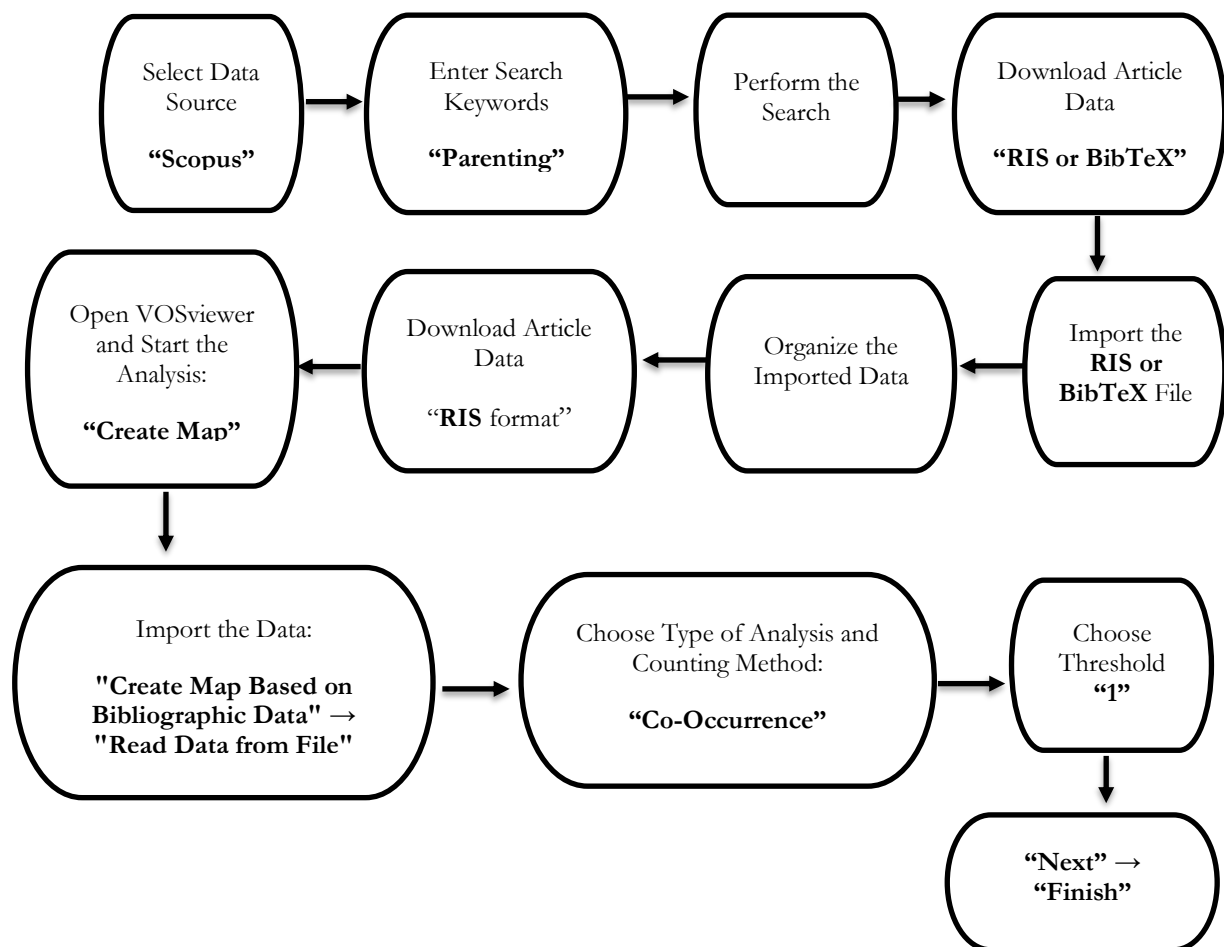 Select Data
Source
“Scopus”
Enter Search
Keywords
“Parenting”
Perform the
Search
Download Article
Data
“RIS or BibTeX”
Import the
RIS or
BibTeX File
Organize the
Imported Data
Download Article
Data
“RIS format”
Open VOSviewer
and Start the
Analysis:
“Create Map”
Import the Data:
"Create Map Based on
Bibliographic Data" →
"Read Data from File"
Choose Type of Analysis and
Counting Method:
“Co-Occurrence”
Choose
Threshold
“1”
“Next” →
“Finish”